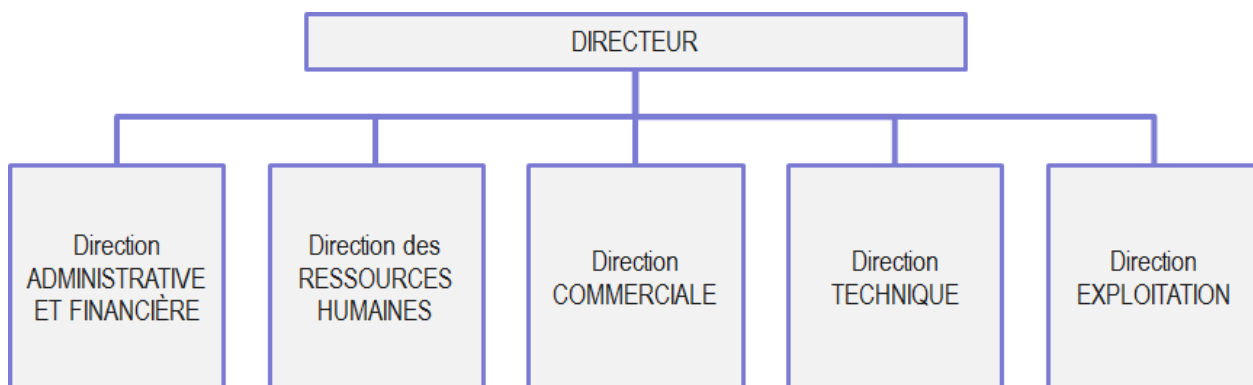 DIRECTEUR
Direction
ADMINISTRATIVE
ET FINANCIÈRE
Direction des
RESSOURCES
HUMAINES
Direction
COMMERCIALE
Direction
TECHNIQUE
Direction
EXPLOITATION